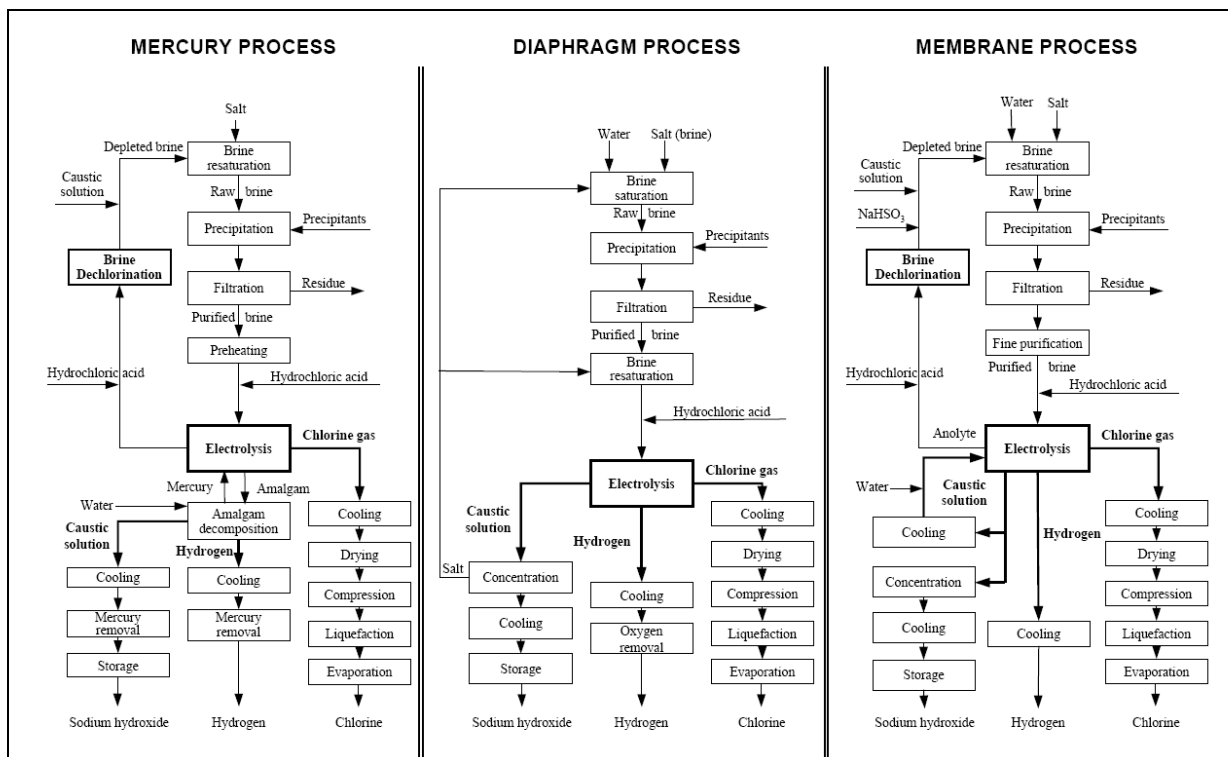 MERCURY PROCESS
Salt
Depleted brine
Brine
resaturation
Caustic
solution
Raw brine
Precipitants
Precipitation
Brine
Dechlorination
Filtration
Residue
Purified brine
Preheating
Hydrochloric acid
Hydrochloric acid
Electrolysis
Chlorine gas
Mercury
Amalgam
Water
Amalgam
decomposition
Caustic
solution
Hydrogen
Cooling
Mercury
removal
Storage
Sodium hydroxide
Cooling
Mercury
removal
Hydrogen
Cooling
Drying
Compression
Liquefaction
Evaporation
Chlorine
DIAPHRAGM PROCESS
Water
Salt (brine)
Brine
saturation
Raw brine
Precipitants
Precipitation
Filtration
Residue
Purified brine
Brine
resaturation
Hydrochloric acid
Electrolysis
Chlorine gas
Caustic
solution
Hydrogen
Salt
Concentration
Cooling
Storage
Sodium hydroxide
Cooling
Oxygen
removal
Hydrogen
Cooling
Drying
Compression
Liquefaction
Evaporation
Chlorine
MEMBRANE PROCESS
Water
Salt
Depleted brine
Brine
resaturation
Caustic
solution
Raw brine
NaHSO₃
Precipitants
Precipitation
Brine
Dechlorination
Filtration
Residue
Fine purification
Purified brine
Hydrochloric acid
Hydrochloric acid
Anolyte
Electrolysis
Chlorine gas
Water
Caustic
solution
Hydrogen
Cooling
Concentration
Cooling
Storage
Sodium hydroxide
Cooling
Hydrogen
Cooling
Drying
Compression
Liquefaction
Evaporation
Chlorine